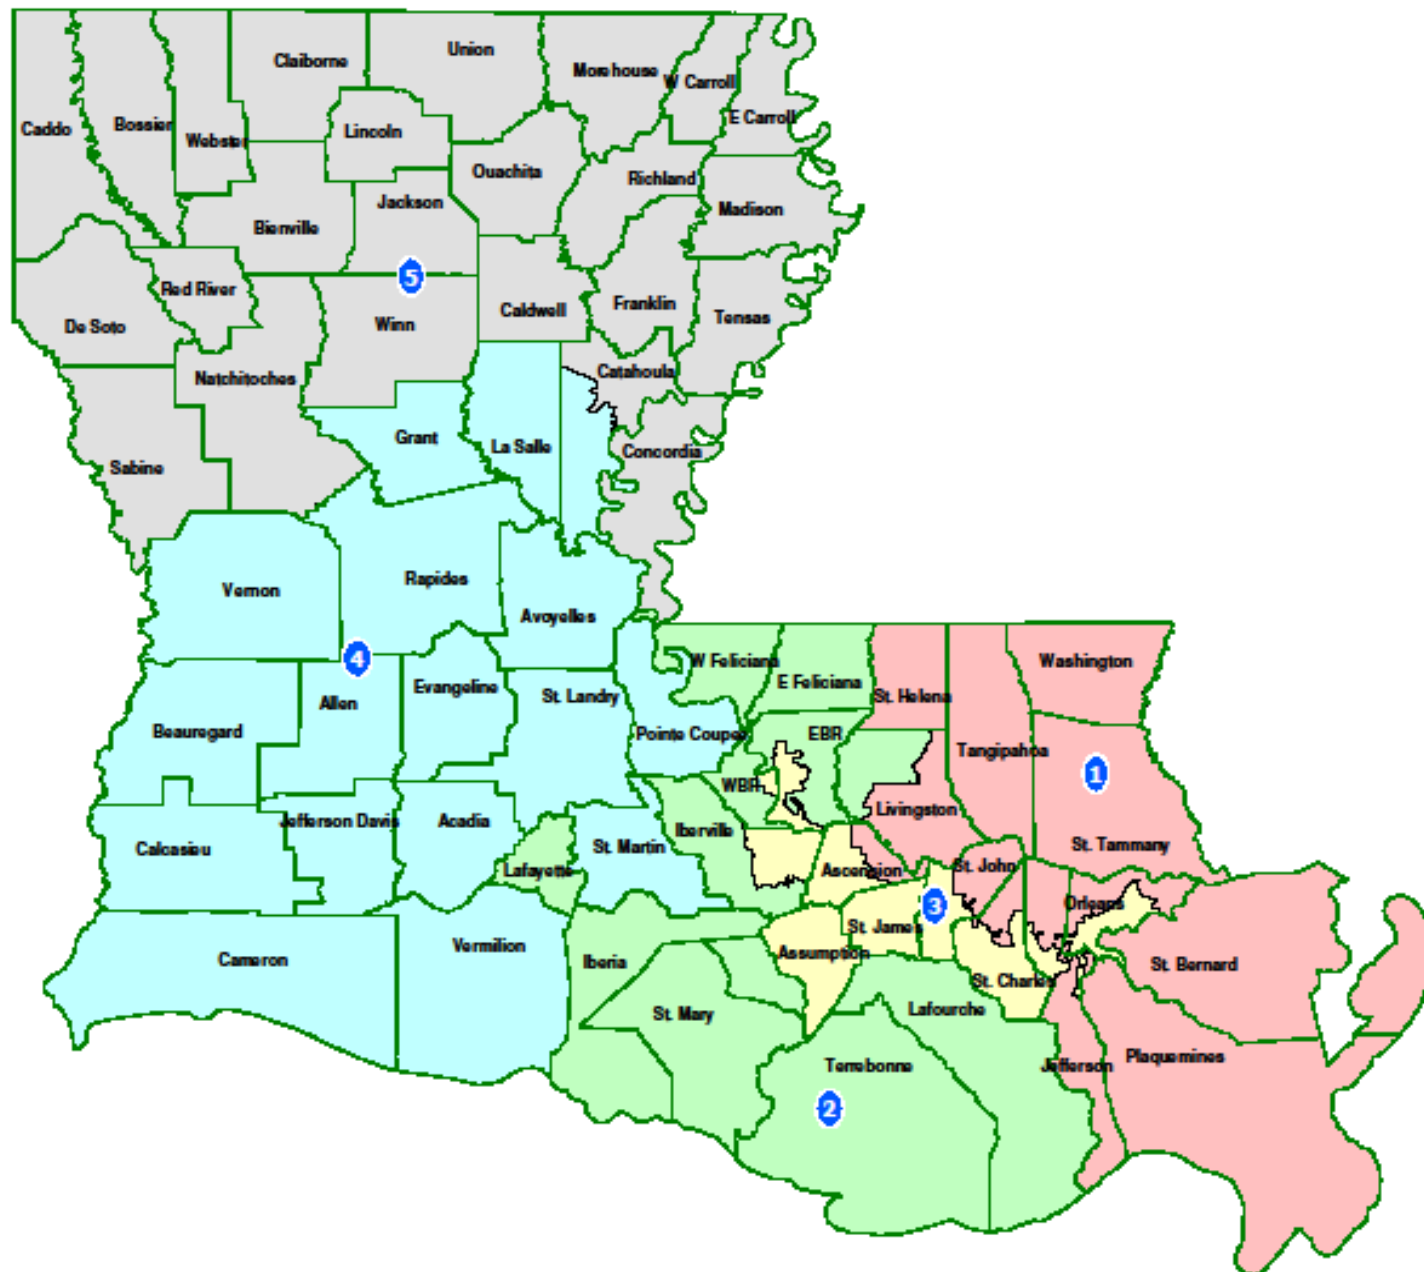 Claiborne
Union
Morehouse
W Carroll
E Carroll
Caddo
Bossier
Webster
Lincoln
Ouachita
Richland
Jackson
Madison
Bienville
5
Red River
Caldwell
Franklin
Tensas
De Soto
Winn
Natchitoches
Catahoula
Grant
La Salle
Concordia
Sabine
Vernon
Rapides
Avoyelles
4
W Feliciana
E Feliciana
St. Helena
Washington
Allen
Evangeline
St. Landry
Beauregard
Pointe Coupee
EBR
Tangipahoa
1
WBR
Livingston
Jefferson Davis
Acadia
Iberville
Calcasieu
St. Martin
St. Tammany
Lafayette
Ascension
St. John
3
Orleans
St. James
Vermilion
Cameron
Iberia
Assumption
St. Charles
St. Bernard
St. Mary
Lafourche
Terrebonne
Jefferson
Plaquemines
2